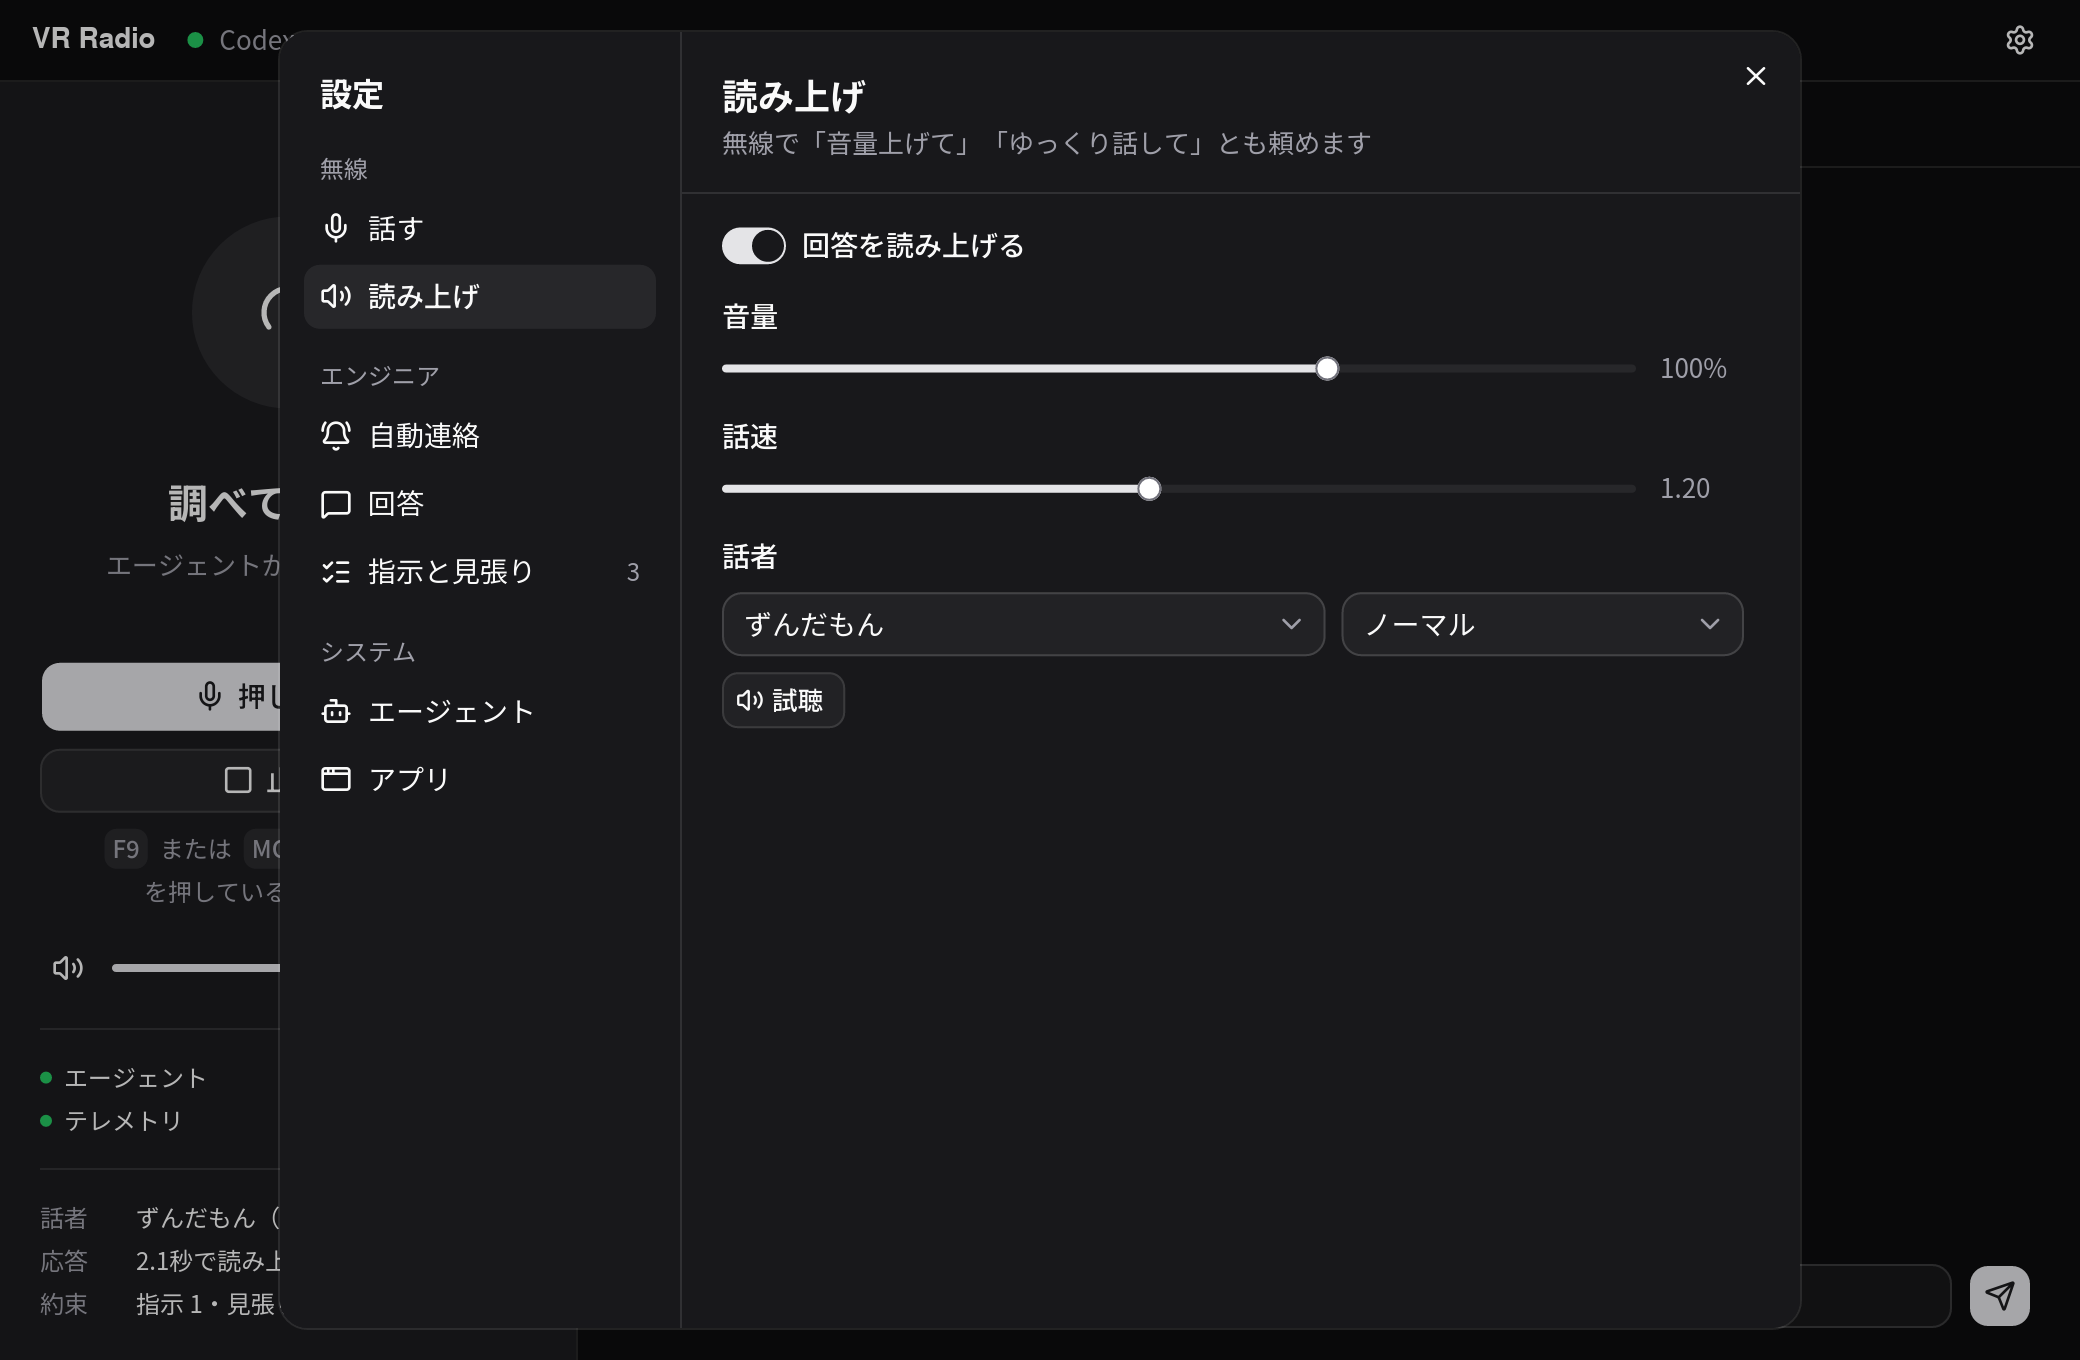 VR Radio
Codex
設定
無線
話す
読み上げ
エンジニア
自動連絡
回答
指示と見張り 3
システム
エージェント
アプリ
読み上げ
無線で「音量上げて」「ゆっくり話して」とも頼めます
回答を読み上げる
音量
100%
話速
1.20
話者
ずんだもん
ノーマル
試聴
調べて
エージェントが
押し
F9 または
を押している
エージェント
テレメトリ
話者 ずんだもん（
応答 2.1秒で読み上
約束 指示 1・見張